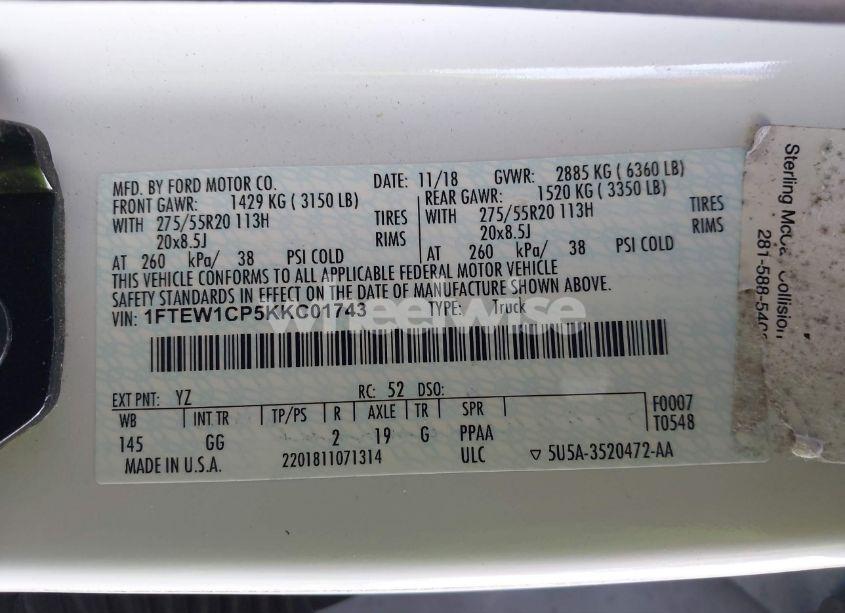 MFD. BY FORD MOTOR CO. DATE: 11/18 GVWR: 2885 KG ( 6360 LB)
FRONT GAWR: 1429 KG ( 3150 LB) REAR GAWR: 1520 KG ( 3350 LB)
WITH 275/55R20 113H TIRES WITH 275/55R20 113H TIRES
20x8.5J RIMS 20x8.5J RIMS
AT 260 kPa/ 38 PSI COLD AT 260 kPa/ 38 PSI COLD
THIS VEHICLE CONFORMS TO ALL APPLICABLE FEDERAL MOTOR VEHICLE
SAFETY STANDARDS IN EFFECT ON THE DATE OF MANUFACTURE SHOWN ABOVE.
VIN: 1FTEW1CP5KKC01743 TYPE: Truck
wheelwise
EXT PNT: YZ RC: 52 DSO:
WB INT TR TP/PS R AXLE TR SPR F0007
145 GG 2 19 G PPAA T0548
MADE IN U.S.A. 2201811071314 ULC ▽ 5U5A-3520472-AA
Sterling Collision
281-588-540